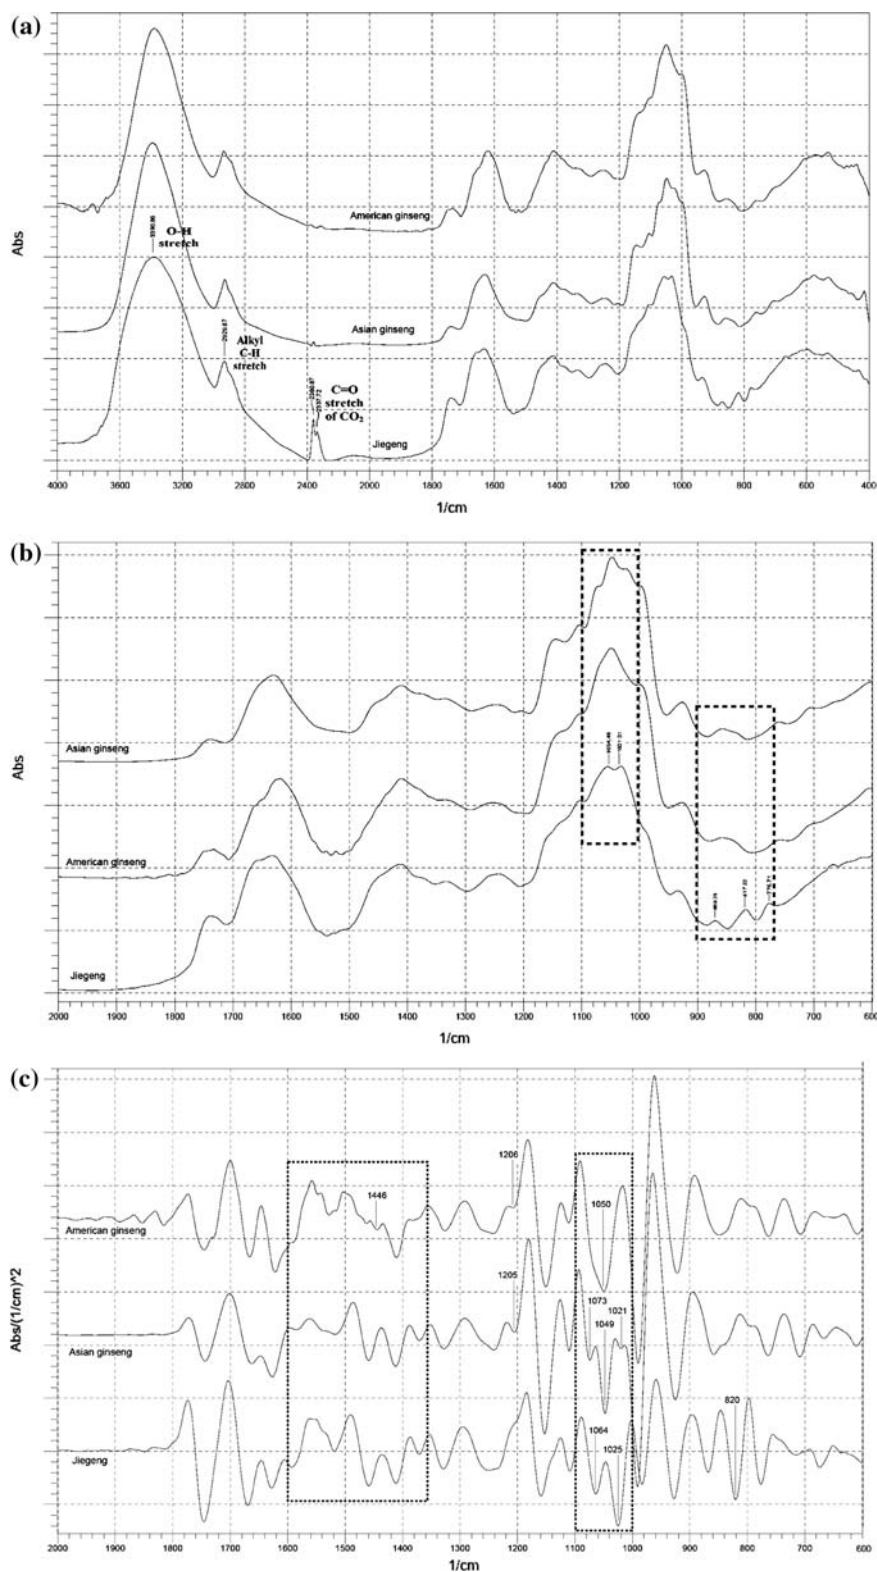 (a)
Abs
American ginseng
3390.86
O–H
stretch
Asian ginseng
Alkyl
C-H
stretch
C=O
stretch
of CO₂
Jiegeng
4000 3600 3200 2800 2400 2000 1800 1600 1400 1200 1000 800 600 400
1/cm
(b)
Abs
Asian ginseng
American ginseng
Jiegeng
2000 1900 1800 1700 1600 1500 1400 1300 1200 1100 1000 900 800 700 600
1/cm
(c)
Abs/(1/cm)^2
1206
1446
1050
American ginseng
1205
1073 1021
1049
Asian ginseng
1064
1025
820
Jiegeng
2000 1900 1800 1700 1600 1500 1400 1300 1200 1100 1000 900 800 700 600
1/cm